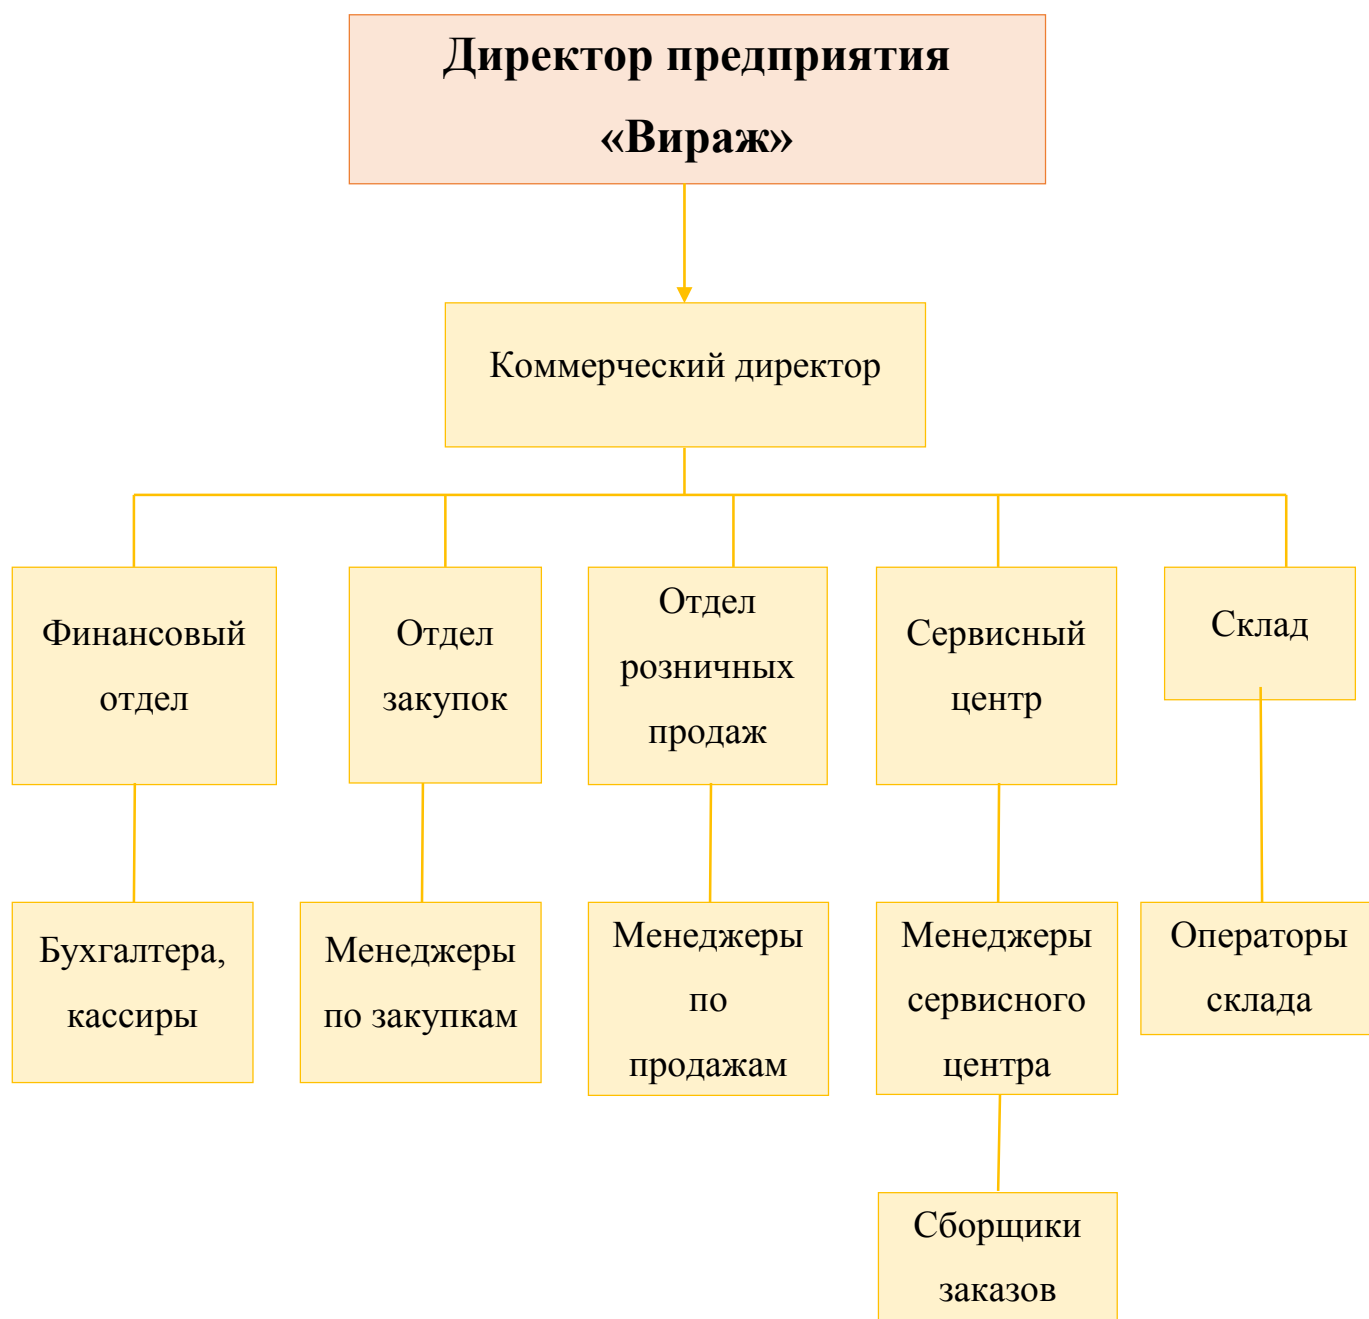 Директор предприятия
«Вираж»
Коммерческий директор
Финансовый
отдел
Отдел
закупок
Отдел
розничных
продаж
Сервисный
центр
Склад
Бухгалтера,
кассиры
Менеджеры
по закупкам
Менеджеры
по
продажам
Менеджеры
сервисного
центра
Операторы
склада
Сборщики
заказов